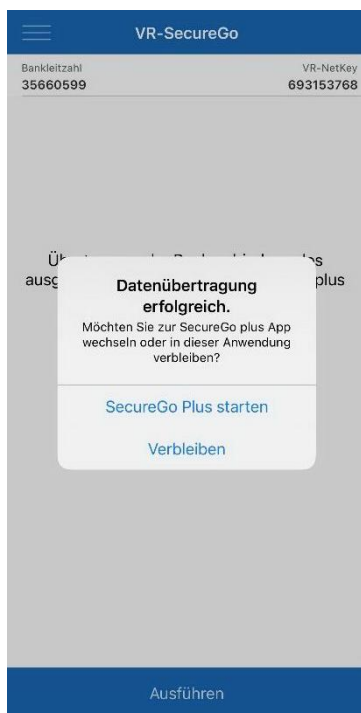 VR-SecureGo
Bankleitzahl VR-NetKey
35660599 693153768
Datenübertragung
erfolgreich.
Möchten Sie zur SecureGo plus App
wechseln oder in dieser Anwendung
verbleiben?
SecureGo Plus starten
Verbleiben
plus
Ausführen